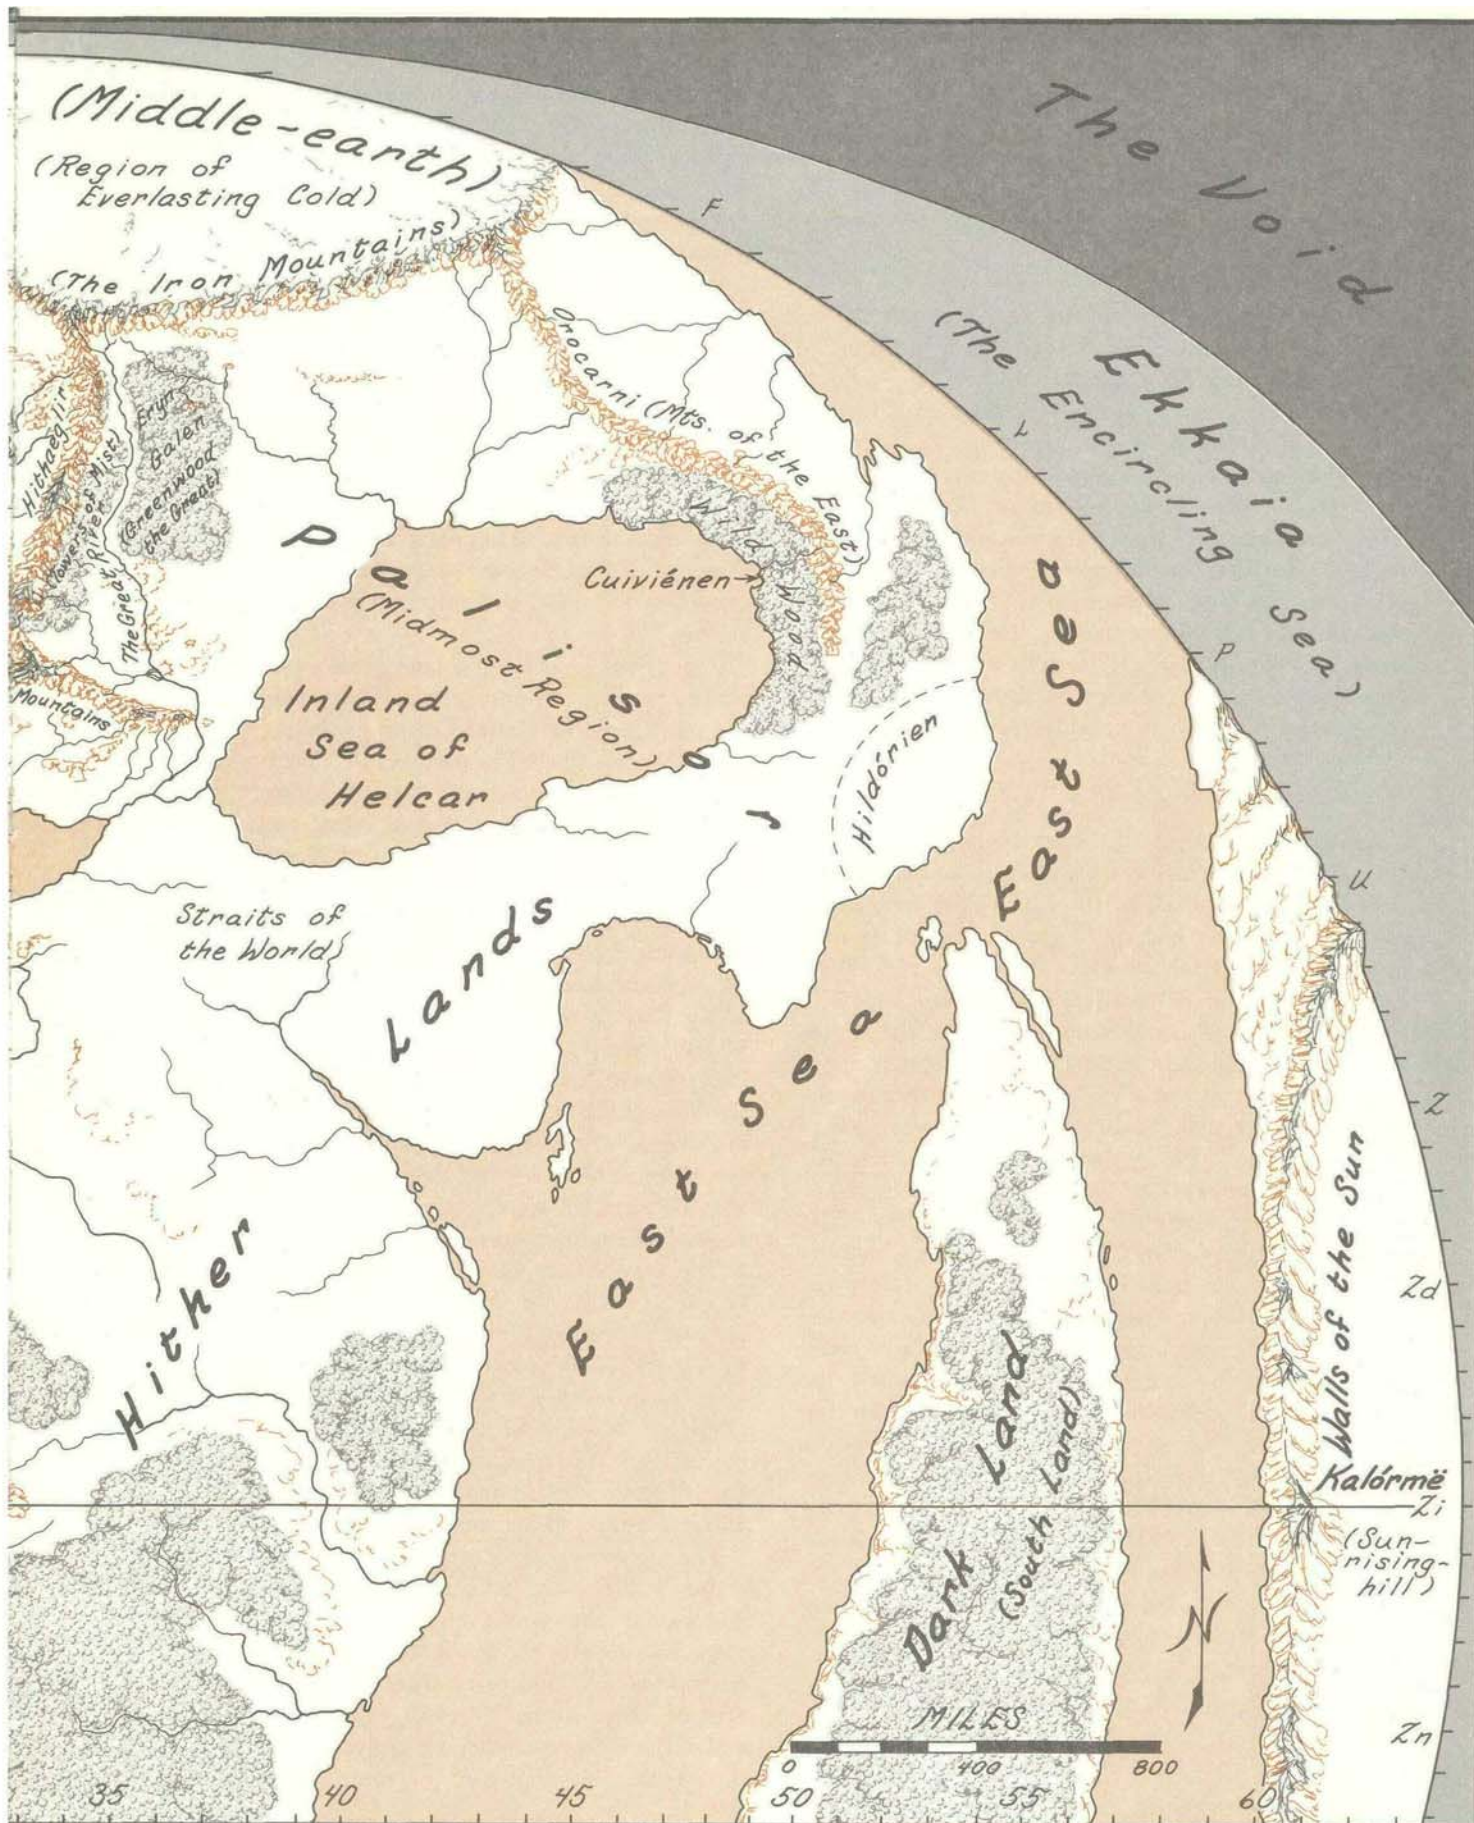 The Void
(Middle-earth)
(Region of
Everlasting Cold)
(The Iron Mountains)
F
Ekkaia
(The Encircling Sea)
L
Orocarni (Mts. of the East)
Hithaeglir
(Towers of Mist)
The Great River
Eryn
Galen
(Greenwood
the Great)
Wild Wood
Cuiviénen
Palisor
(Midmost Region)
Inland
Sea of
Helcar
Mountains
East Sea
P
Hildórien
U
Straits of
the World
Hither Lands
East Sea
Z
Walls of the Sun
Zd
Dark Land
(South Land)
Kalórmë
Zi
(Sun-
rising-
hill)
N
Zn
MILES
0 400 800
35 40 45 50 55 60